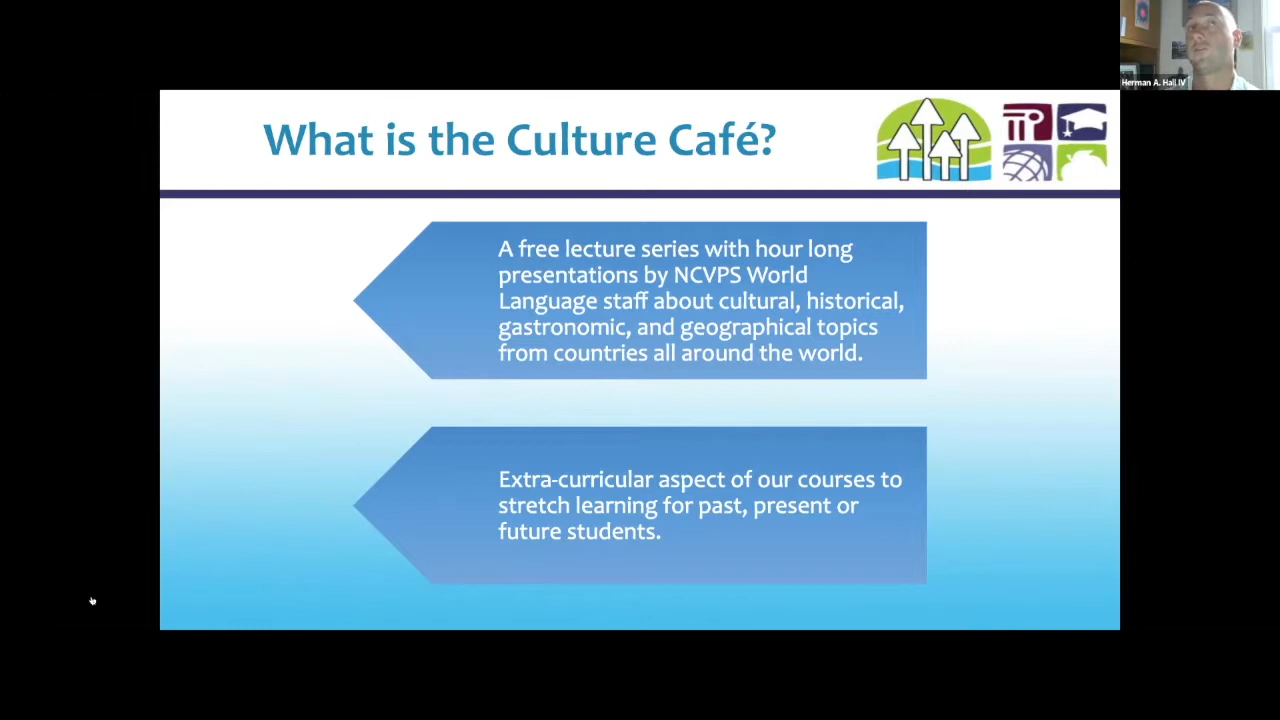 Herman A. Hall IV
What is the Culture Café?
A free lecture series with hour long
presentations by NCVPS World
Language staff about cultural, historical,
gastronomic, and geographical topics
from countries all around the world.
Extra-curricular aspect of our courses to
stretch learning for past, present or
future students.